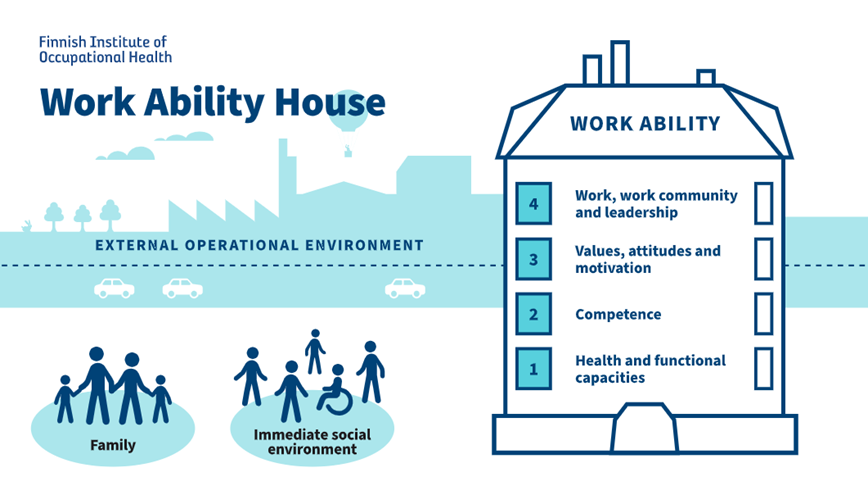 Finnish Institute of
Occupational Health
Work Ability House
WORK ABILITY
4
Work, work community
and leadership
3
Values, attitudes and
motivation
2
Competence
1
Health and functional
capacities
EXTERNAL OPERATIONAL ENVIRONMENT
Family
Immediate social
environment